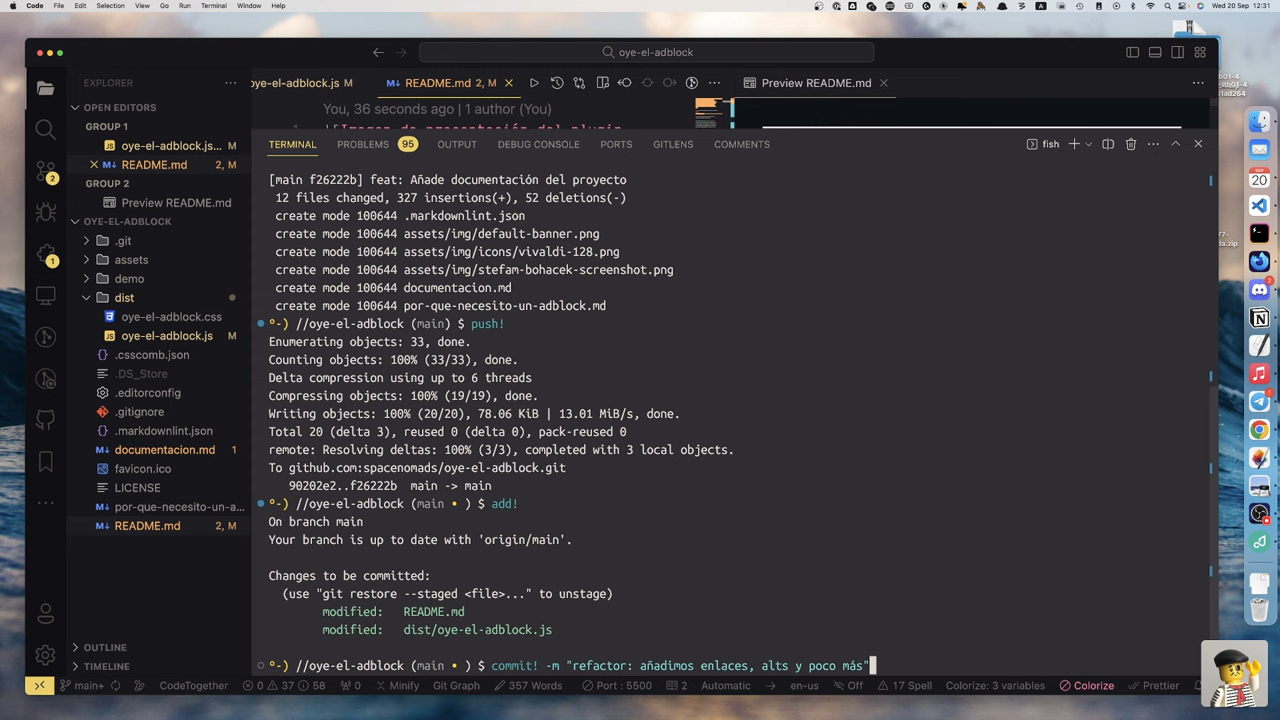 Code File Edit Selection View Go Run Terminal Window Help
Wed 20 Sep 12:31
oye-el-adblock
EXPLORER
oye-el-adblock.js M
README.md 2, M
Preview README.md
OPEN EDITORS
GROUP 1
oye-el-adblock.js... M
README.md 2, M
GROUP 2
Preview README.md
OYE-EL-ADBLOCK
.git
assets
demo
dist
oye-el-adblock.css
oye-el-adblock.js M
.csscomb.json
.DS_Store
.editorconfig
.gitignore
.markdownlint.json
documentacion.md 1
favicon.ico
LICENSE
por-que-necesito-un-a...
README.md 2, M
OUTLINE
TIMELINE
You, 36 seconds ago | 1 author (You)
TERMINAL PROBLEMS 95 OUTPUT DEBUG CONSOLE PORTS GITLENS COMMENTS
fish
[main f26222b] feat: Añade documentación del proyecto
12 files changed, 327 insertions(+), 52 deletions(-)
create mode 100644 .markdownlint.json
create mode 100644 assets/img/default-banner.png
create mode 100644 assets/img/icons/vivaldi-128.png
create mode 100644 assets/img/stefam-bohacek-screenshot.png
create mode 100644 documentacion.md
create mode 100644 por-que-necesito-un-adblock.md
º-) //oye-el-adblock (main) $ push!
Enumerating objects: 33, done.
Counting objects: 100% (33/33), done.
Delta compression using up to 6 threads
Compressing objects: 100% (19/19), done.
Writing objects: 100% (20/20), 78.06 KiB | 13.01 MiB/s, done.
Total 20 (delta 3), reused 0 (delta 0), pack-reused 0
remote: Resolving deltas: 100% (3/3), completed with 3 local objects.
To github.com:spacenomads/oye-el-adblock.git
90202e2..f26222b main -> main
º-) //oye-el-adblock (main • ) $ add!
On branch main
Your branch is up to date with 'origin/main'.
Changes to be committed:
(use "git restore --staged <file>..." to unstage)
modified: README.md
modified: dist/oye-el-adblock.js
º-) //oye-el-adblock (main • ) $ commit! -m "refactor: añadimos enlaces, alts y poco más"
main+ CodeTogether 0 37 58 0 Minify Git Graph 357 Words Port : 5500 2 Automatic en-us Off 17 Spell Colorize: 3 variables Colorize Prettier